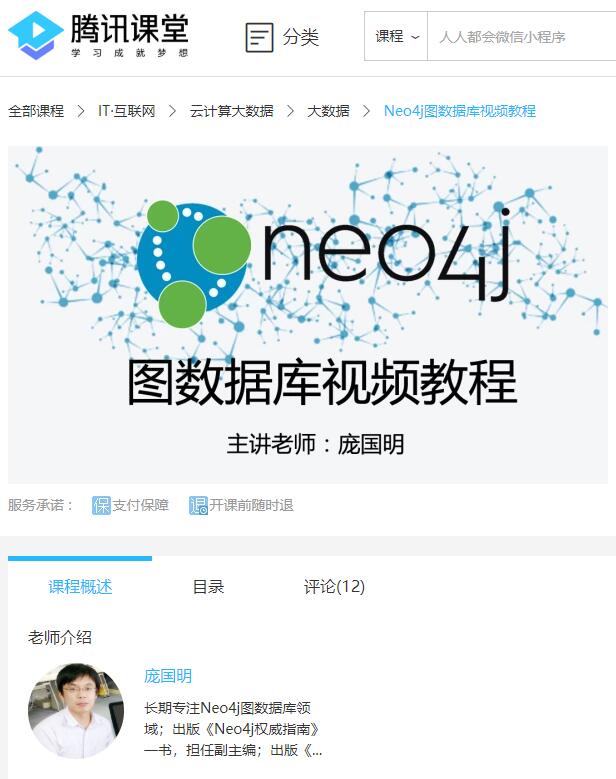 腾讯课堂
学习成就梦想
分类
课程
人人都会微信小程序
全部课程 > IT·互联网 > 云计算大数据 > 大数据 > Neo4j图数据库视频教程
neo4j
图数据库视频教程
主讲老师：庞国明
服务承诺： 保 支付保障 退 开课前随时退
课程概述 目录 评论(12)
老师介绍
庞国明
长期专注Neo4j图数据库领
域；出版《Neo4j权威指南》
一书，担任副主编；出版《...